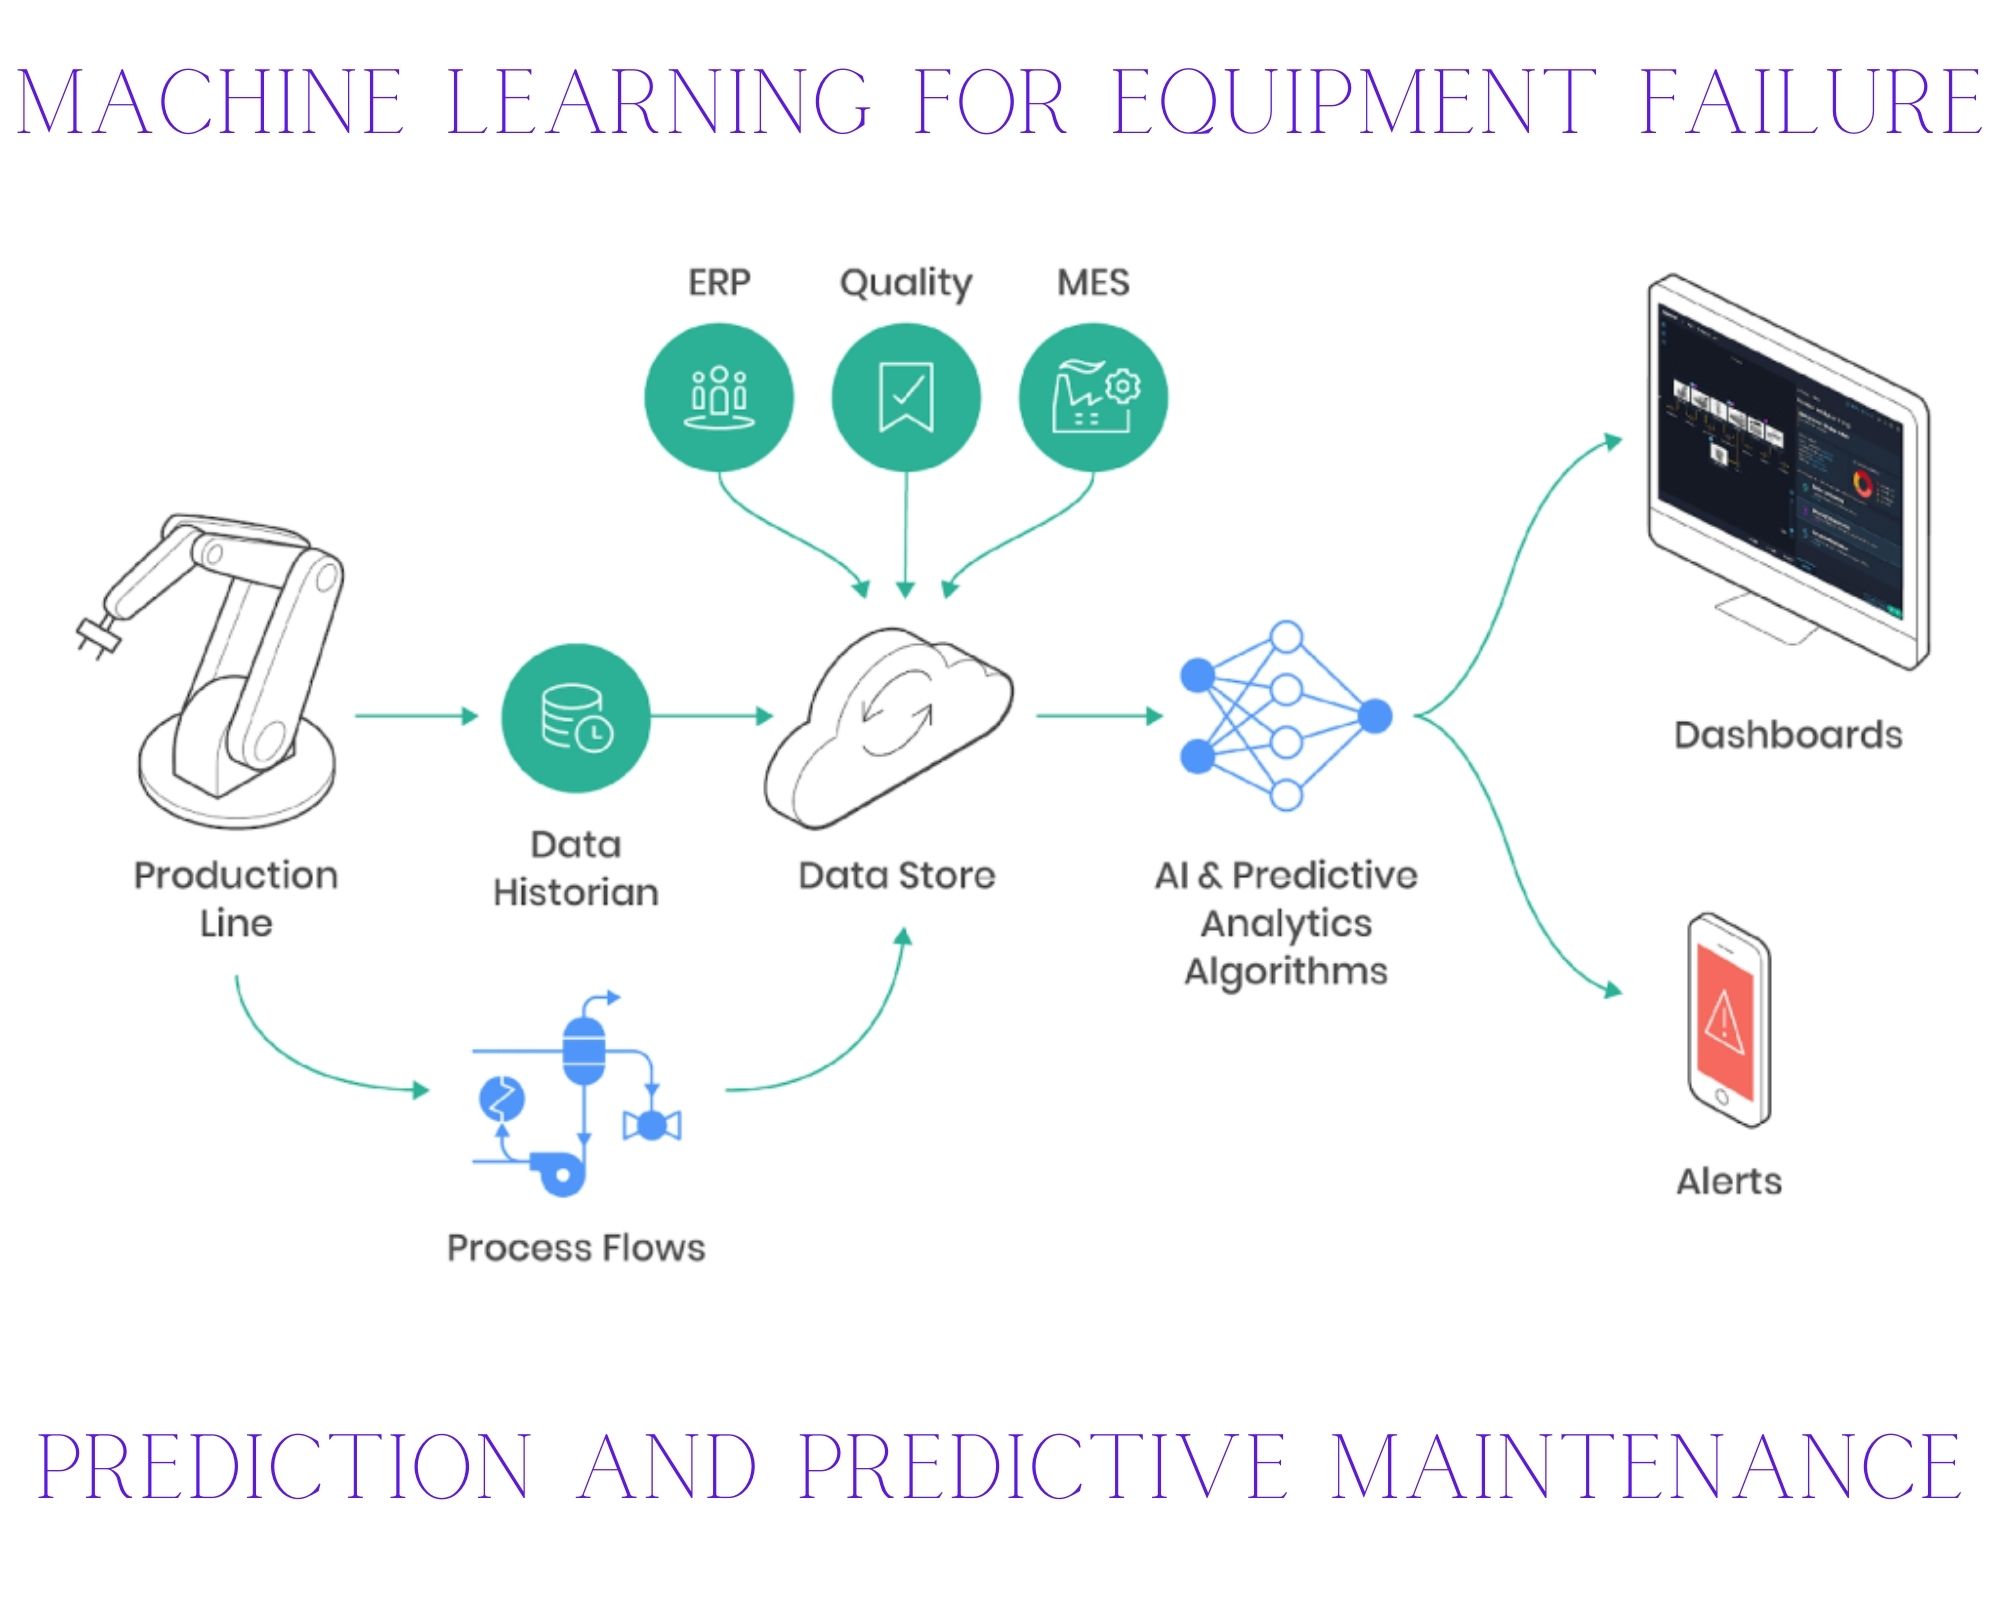 MACHINE LEARNING FOR EQUIPMENT FAILURE
ERP
Quality
MES
Dashboards
Data
Historian
Production
Line
Data Store
AI & Predictive
Analytics
Algorithms
Alerts
Process Flows
PREDICTION AND PREDICTIVE MAINTENANCE